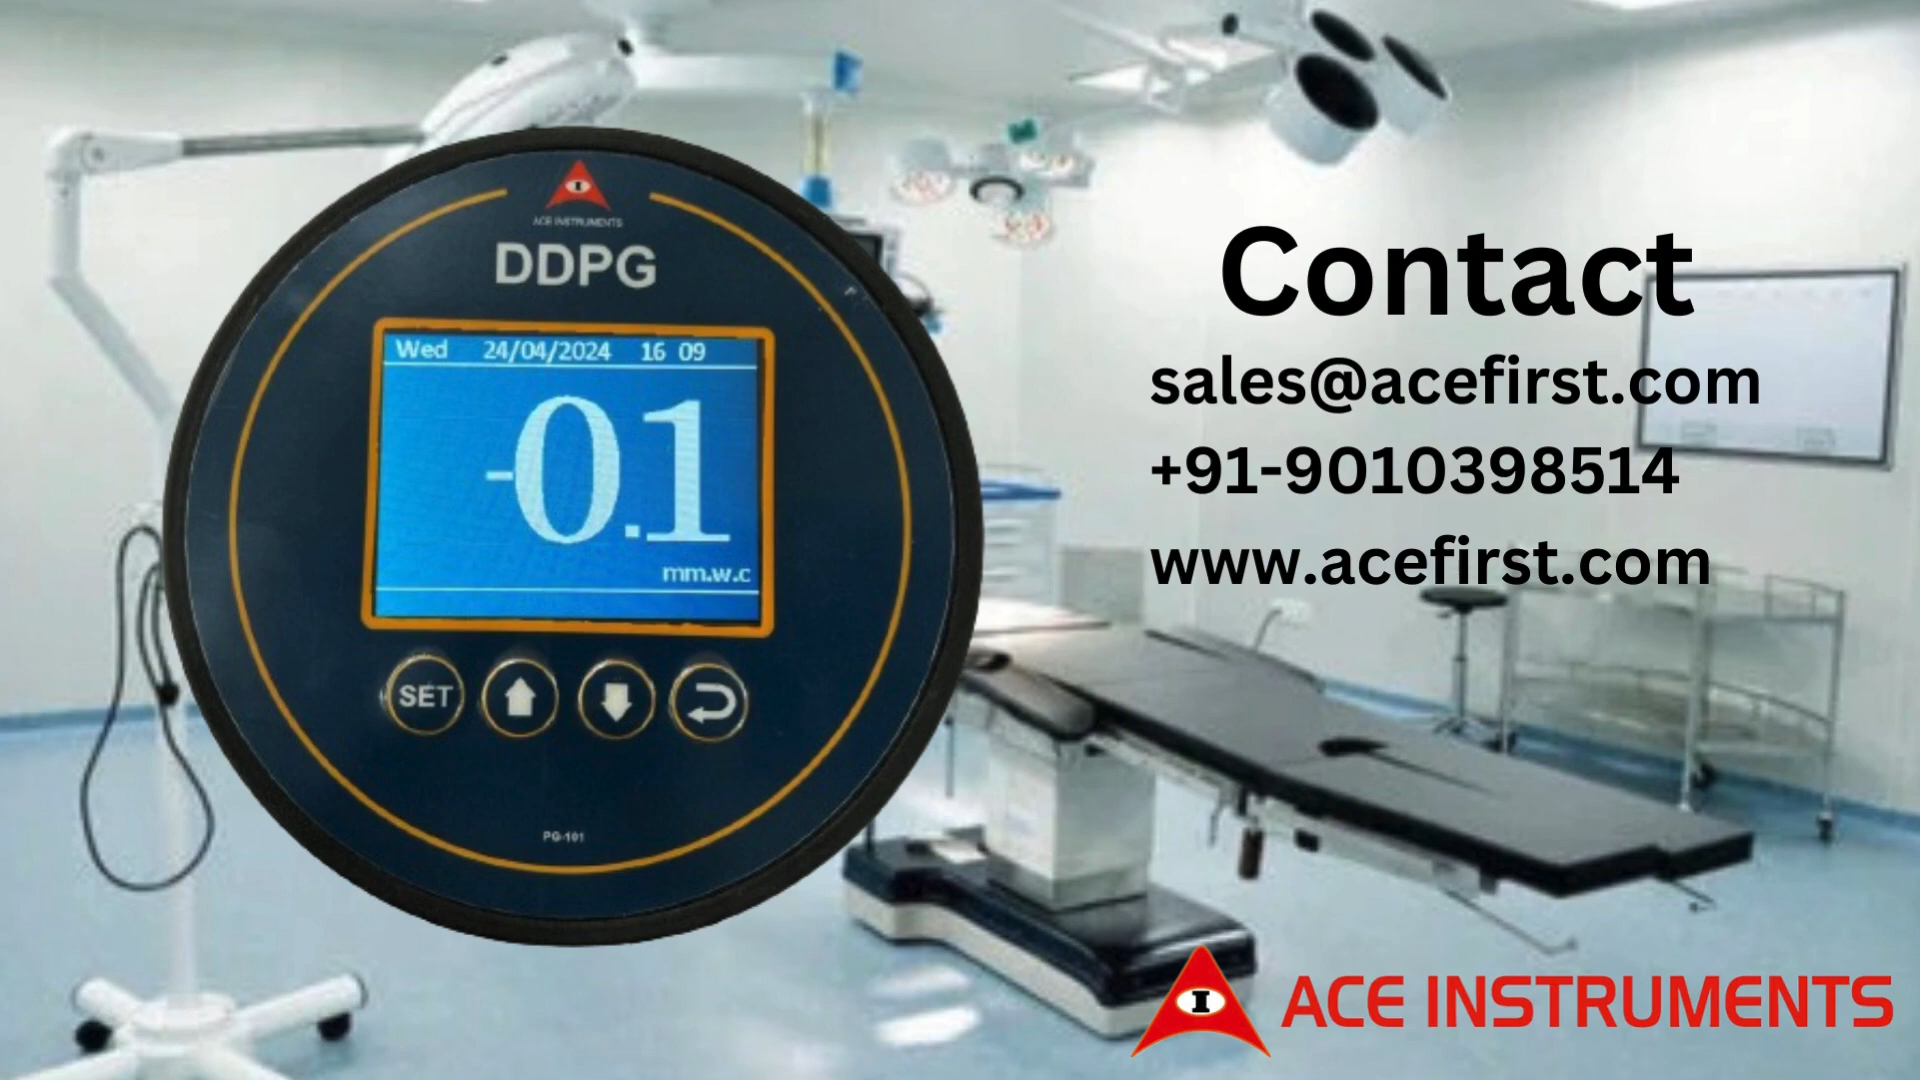 ACE INSTRUMENTS
DDPG
Wed 24/04/2024 16 09
-0.1
mm.w.c
SET
PG-101
Contact
sales@acefirst.com
+91-9010398514
www.acefirst.com
I ACE INSTRUMENTS